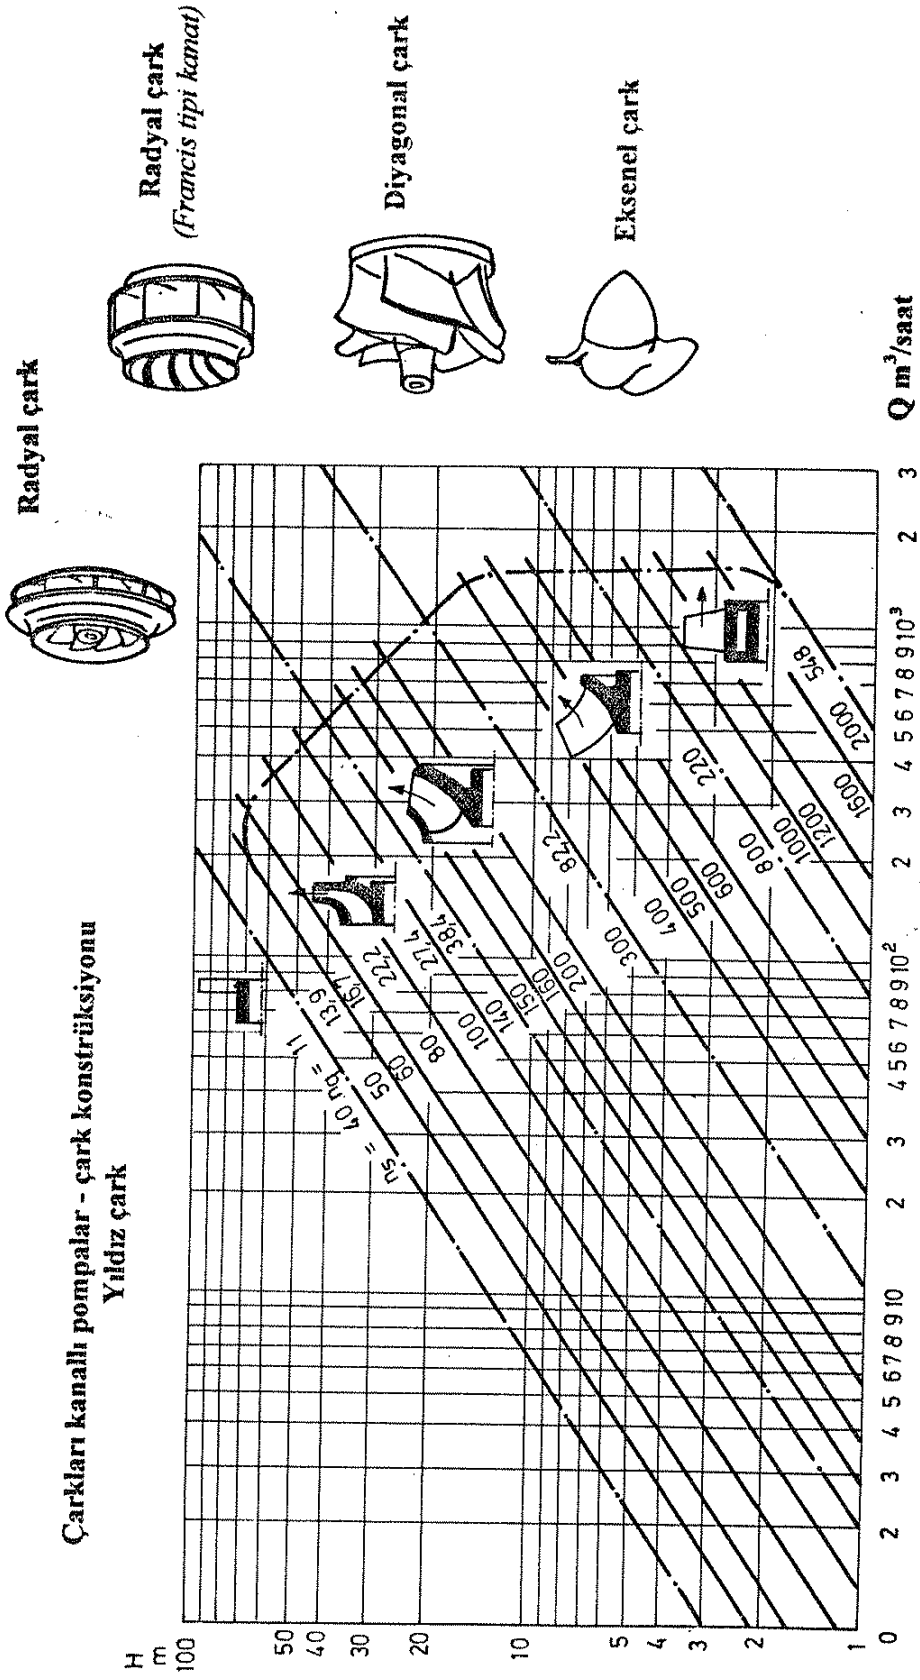 Çarkları kanallı pompalar - çark konstrüksiyonu
Yıldız çark
Radyal çark
Radyal çark
(Francis tipi kanat)
Diyagonal çark
Eksenel çark
H
m
100
50
40
30
20
10
5
4
3
2
1
ns = 40 nq = 11
50 13,9
60 16,7
80 22,2
100 27,4
140 38,4
150
160
200
300 82,2
400
500
600
800 220
1000
1200
1600
2000 548
0 2 3 4 5 6 7 8 9 10 2 3 4 5 6 7 8 9 10² 2 3 4 5 6 7 8 9 10³ 2 3
Q m³/saat